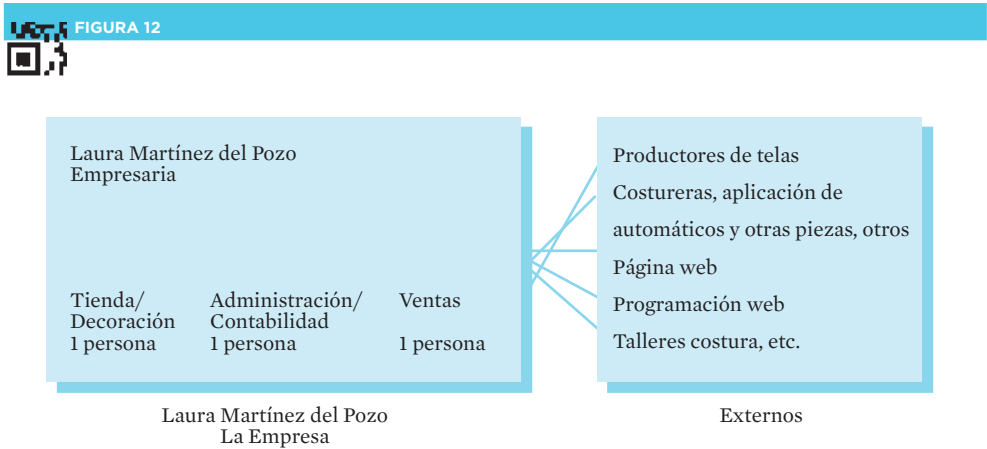 FIGURA 12
Laura Martínez del Pozo
Empresaria
Tienda/
Decoración
1 persona
Administración/
Contabilidad
1 persona
Ventas
1 persona
Laura Martínez del Pozo
La Empresa
Productores de telas
Costureras, aplicación de
automáticos y otras piezas, otros
Página web
Programación web
Talleres costura, etc.
Externos